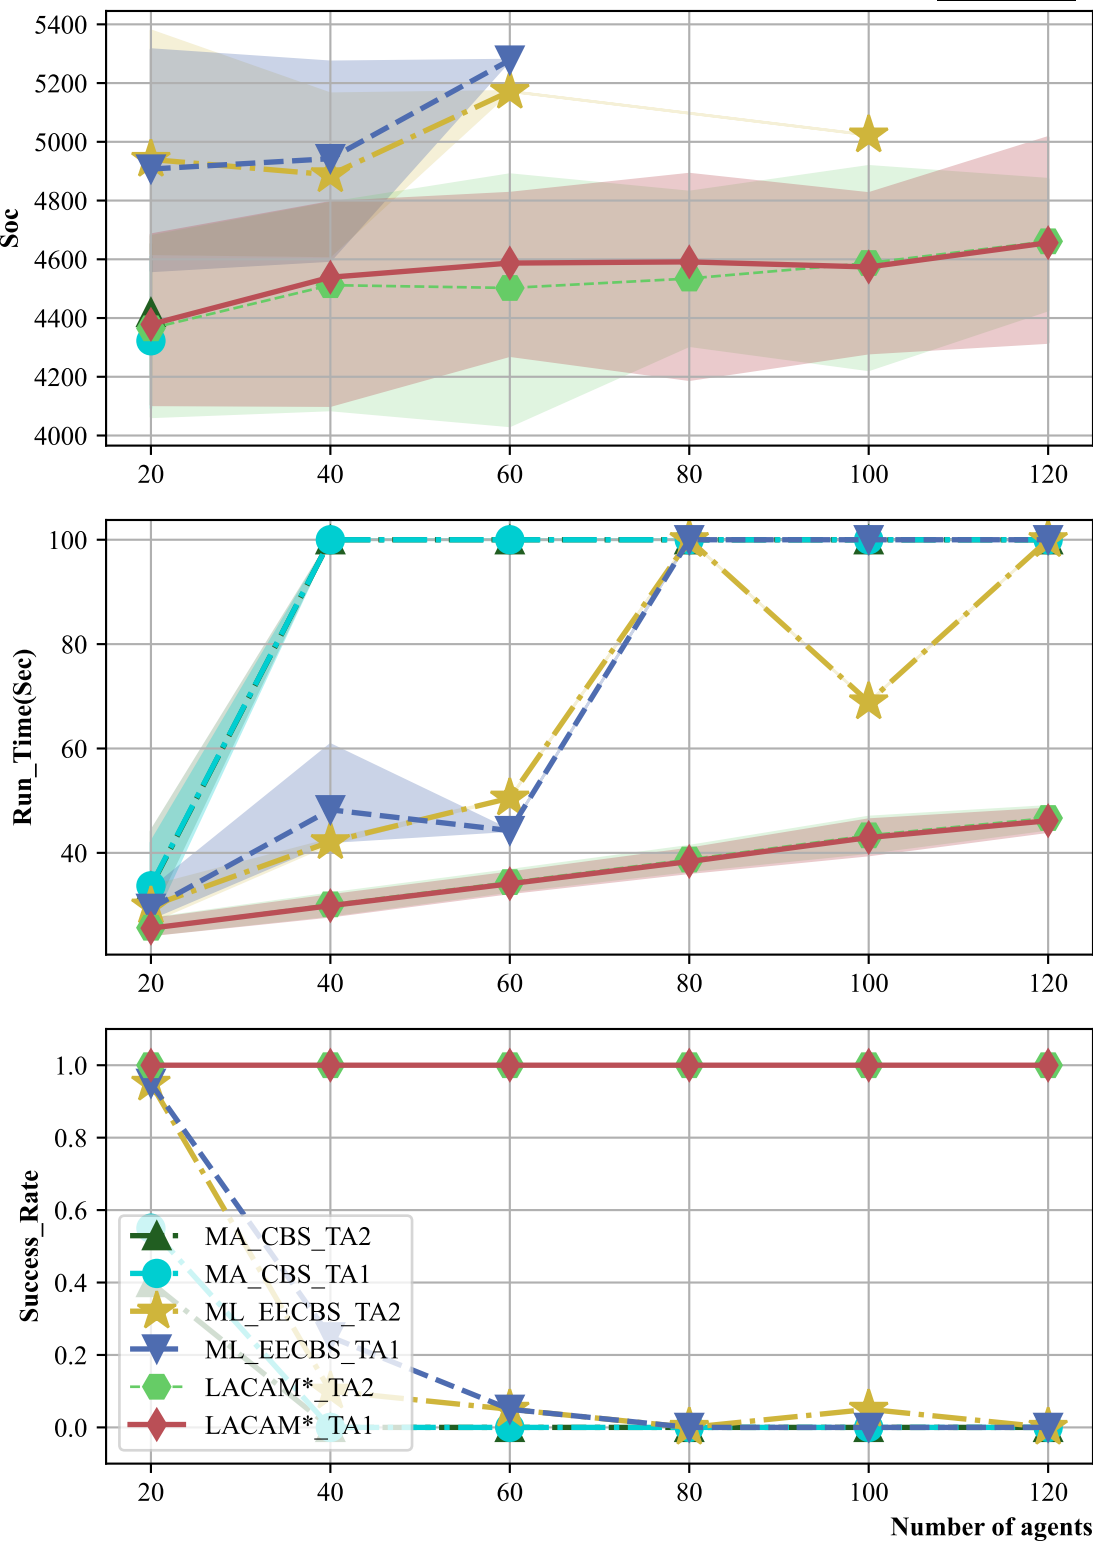 5400
5200
5000
4800
4600
4400
4200
4000
Soc
20 40 60 80 100 120
100
80
60
40
Run_Time(Sec)
20 40 60 80 100 120
1.0
0.8
0.6
0.4
0.2
0.0
Success_Rate
MA_CBS_TA2
MA_CBS_TA1
ML_EECBS_TA2
ML_EECBS_TA1
LACAM*_TA2
LACAM*_TA1
20 40 60 80 100 120
Number of agents